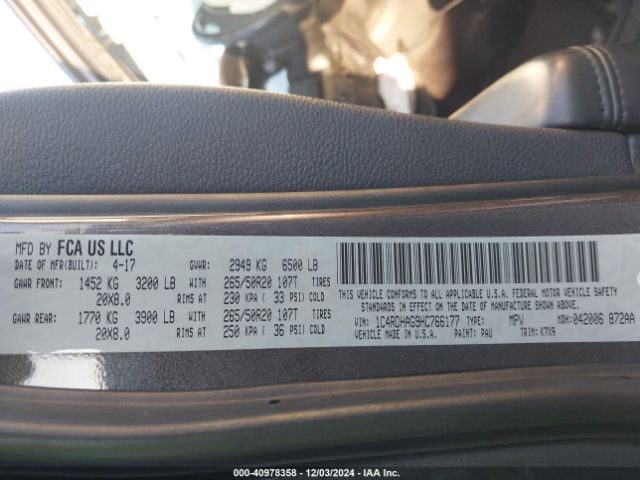 MFD BY FCA US LLC
DATE OF MFR(BUILT): 4-17 GVWR: 2949 KG 6500 LB
GAWR FRONT: 1452 KG 3200 LB WITH 265/50R20 107T TIRES
20X8.0 RIMS AT 230 KPA ( 33 PSI) COLD
GAWR REAR: 1770 KG 3900 LB WITH 265/50R20 107T TIRES
20X8.0 RIMS AT 250 KPA ( 36 PSI) COLD
THIS VEHICLE CONFORMS TO ALL APPLICABLE U.S.A. FEDERAL MOTOR VEHICLE SAFETY
STANDARDS IN EFFECT ON THE DATE OF MANUFACTURE SHOWN ABOVE.
VIN: 1C4RDHAG9HC766177 TYPE: MPV MDH: 042006 872AA
VEHICLE MADE IN U.S.A. PAINT: PAU TRIM: K7X9
000-40978358 - 12/03/2024 - IAA Inc.